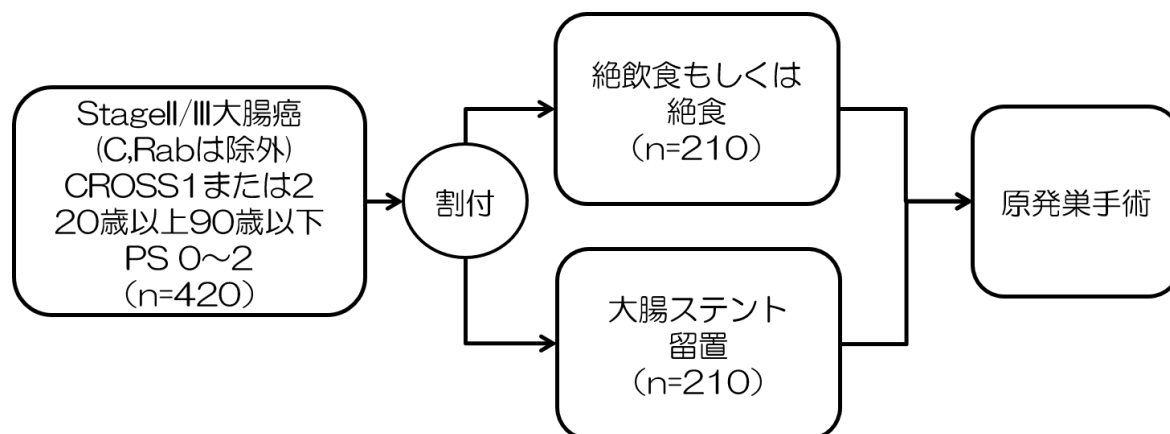 StageⅡ/Ⅲ大腸癌
(C,Rabは除外)
CROSS1または2
20歳以上90歳以下
PS 0〜2
（n=420）
割付
絶飲食もしくは
絶食
（n=210）
大腸ステント
留置
（n=210）
原発巣手術